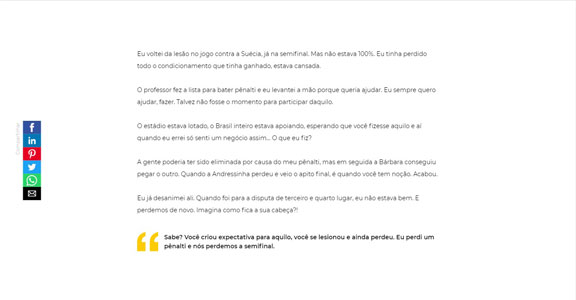 Eu voltei da lesão no jogo contra a Suécia, já na semifinal. Mas não estava 100%. Eu tinha perdido
todo o condicionamento que tinha ganhado, estava cansada.
O professor fez a lista para bater pênalti e eu levantei a mão porque queria ajudar. Eu sempre quero
ajudar, fazer. Talvez não fosse o momento para participar daquilo.
O estádio estava lotado, o Brasil inteiro estava apoiando, esperando que você fizesse aquilo e aí
quando eu errei só senti um negócio assim... O que eu fiz?
A gente poderia ter sido eliminada por causa do meu pênalti, mas em seguida a Bárbara conseguiu
pegar o outro. Quando a Andressinha perdeu e veio o apito final, é quando você tem noção. Acabou.
Eu já desanimei ali. Quando foi para a disputa de terceiro e quarto lugar, eu não estava bem. E
perdemos de novo. Imagina como fica a sua cabeça?!
Sabe? Você criou expectativa para aquilo, você se lesionou e ainda perdeu. Eu perdi um
pênalti e nós perdemos a semifinal.